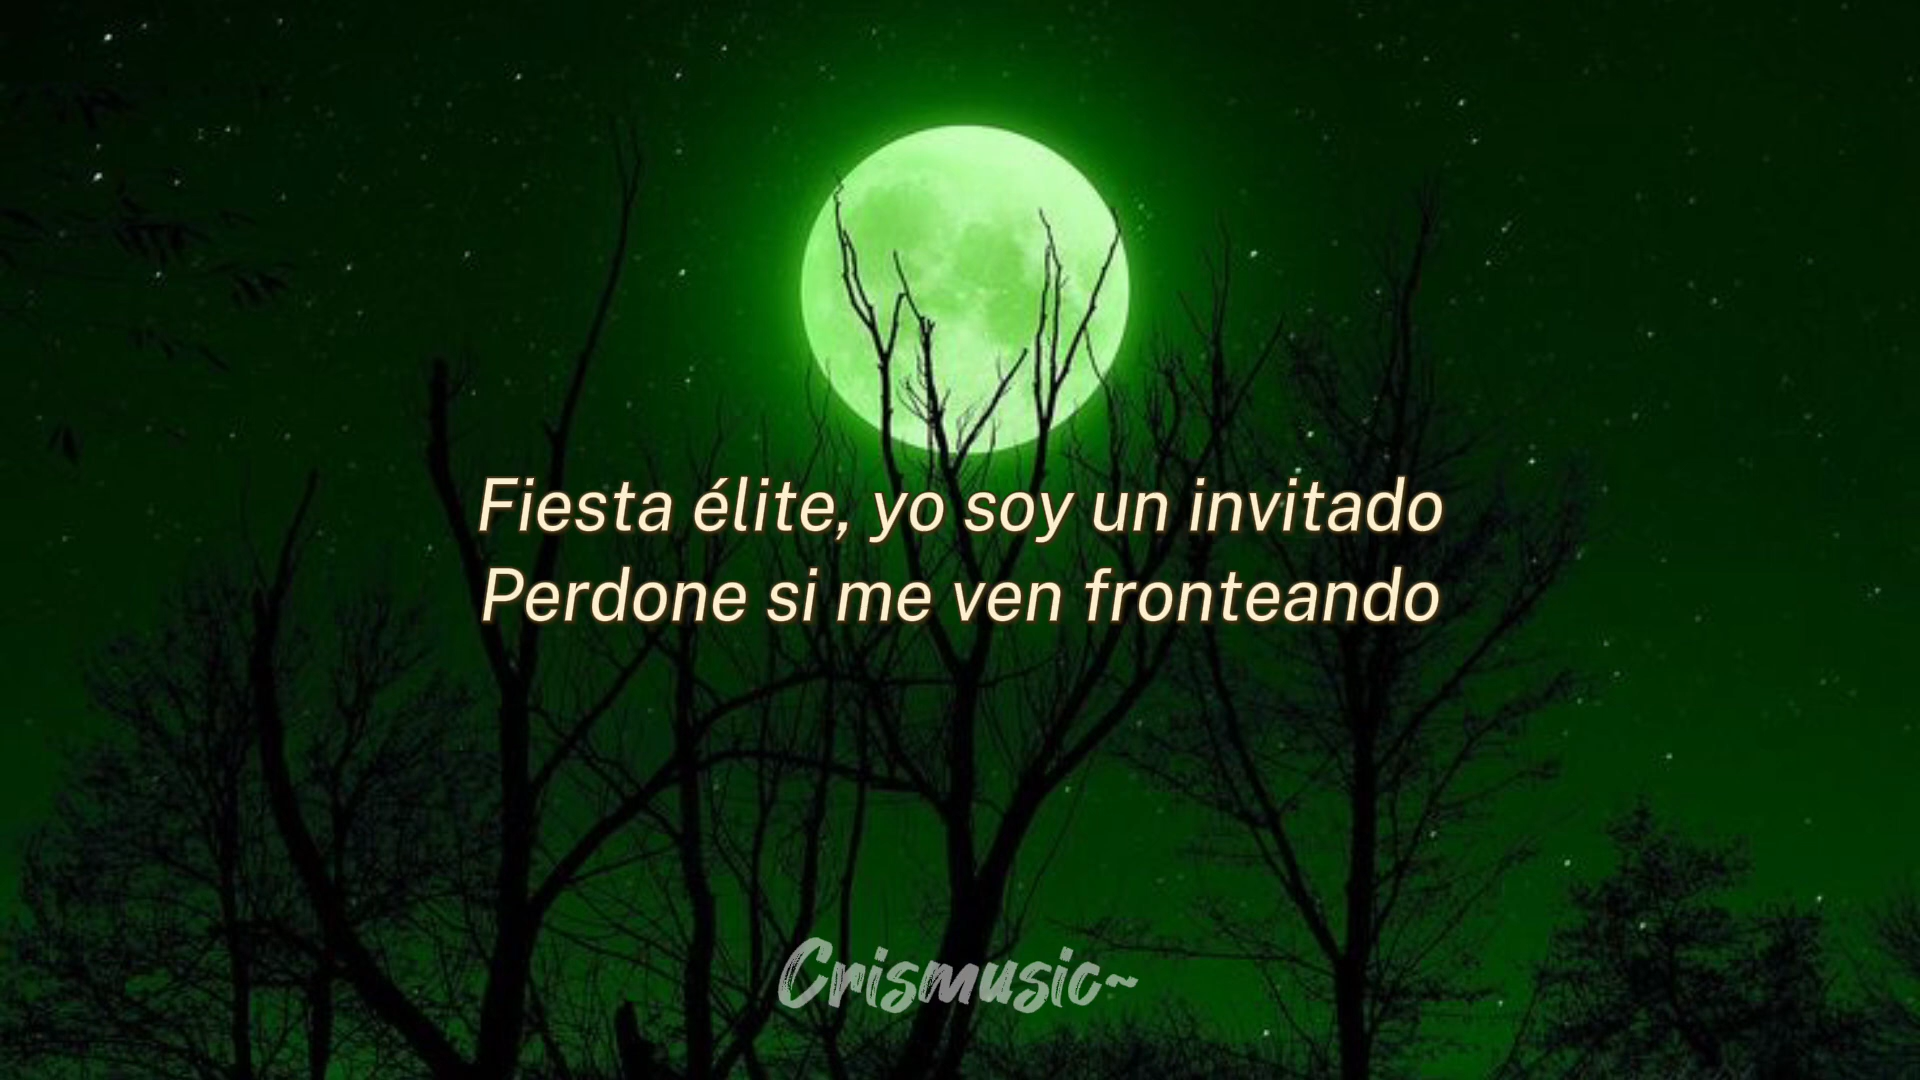 Fiesta élite, yo soy un invitado
Perdone si me ven fronteando
Crismusic~